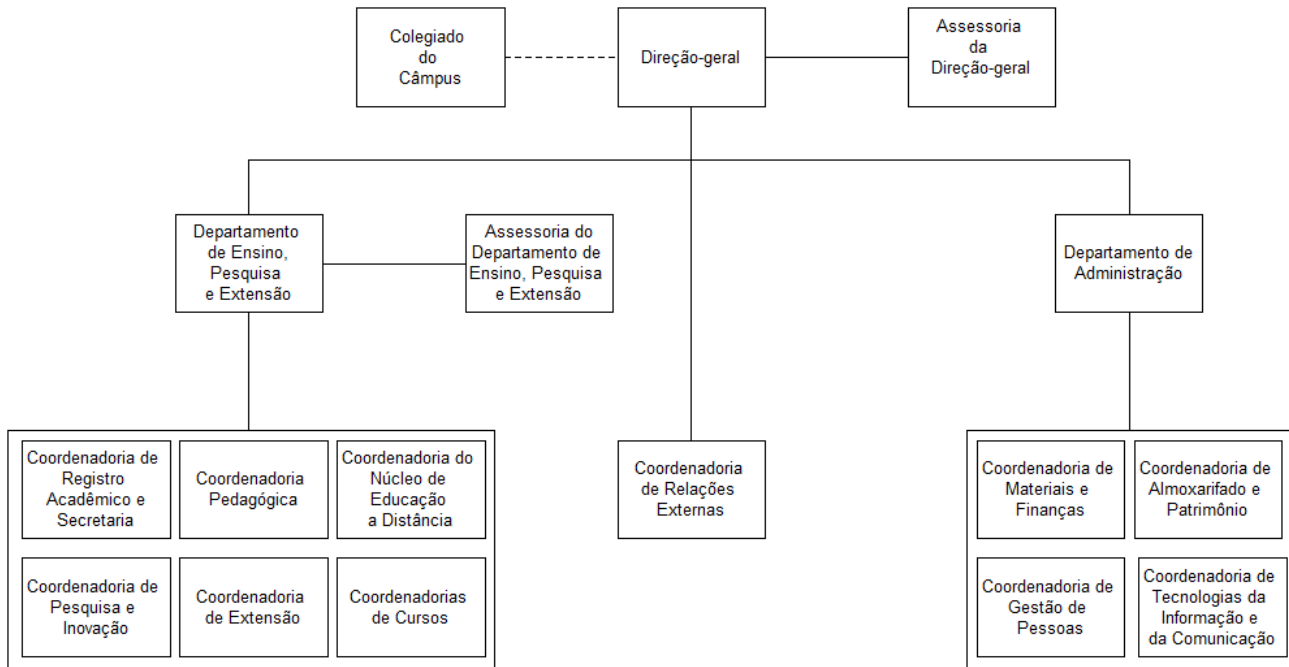 Colegiado
do
Câmpus
Direção-geral
Assessoria
da
Direção-geral
Departamento
de Ensino,
Pesquisa
e Extensão
Assessoria do
Departamento de
Ensino, Pesquisa
e Extensão
Departamento de
Administração
Coordenadoria de
Registro
Acadêmico e
Secretaria
Coordenadoria
Pedagógica
Coordenadoria do
Núcleo de
Educação
a Distância
Coordenadoria
de Relações
Externas
Coordenadoria de
Materiais e
Finanças
Coordenadoria de
Almoxarifado e
Patrimônio
Coordenadoria de
Pesquisa e
Inovação
Coordenadoria
de Extensão
Coordenadorias
de Cursos
Coordenadoria de
Gestão de
Pessoas
Coordenadoria de
Tecnologias da
Informação e
da Comunicação